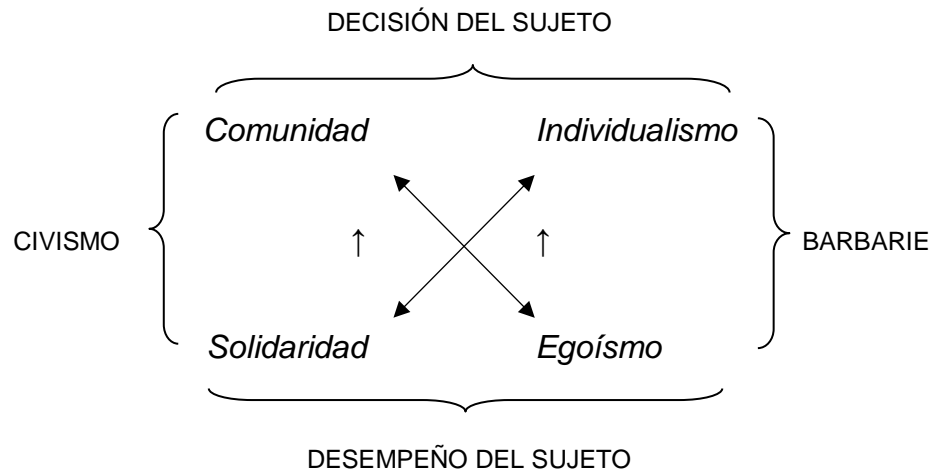 DECISIÓN DEL SUJETO
Comunidad Individualismo
CIVISMO ↑ ↑ BARBARIE
Solidaridad Egoísmo
DESEMPEÑO DEL SUJETO